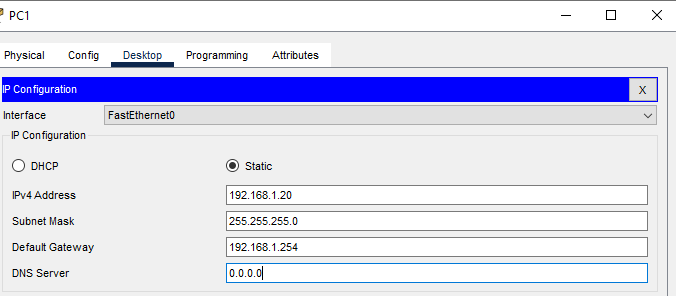 PC1
Physical Config Desktop Programming Attributes
IP Configuration X
Interface FastEthernet0
IP Configuration
DHCP Static
IPv4 Address 192.168.1.20
Subnet Mask 255.255.255.0
Default Gateway 192.168.1.254
DNS Server 0.0.0.0